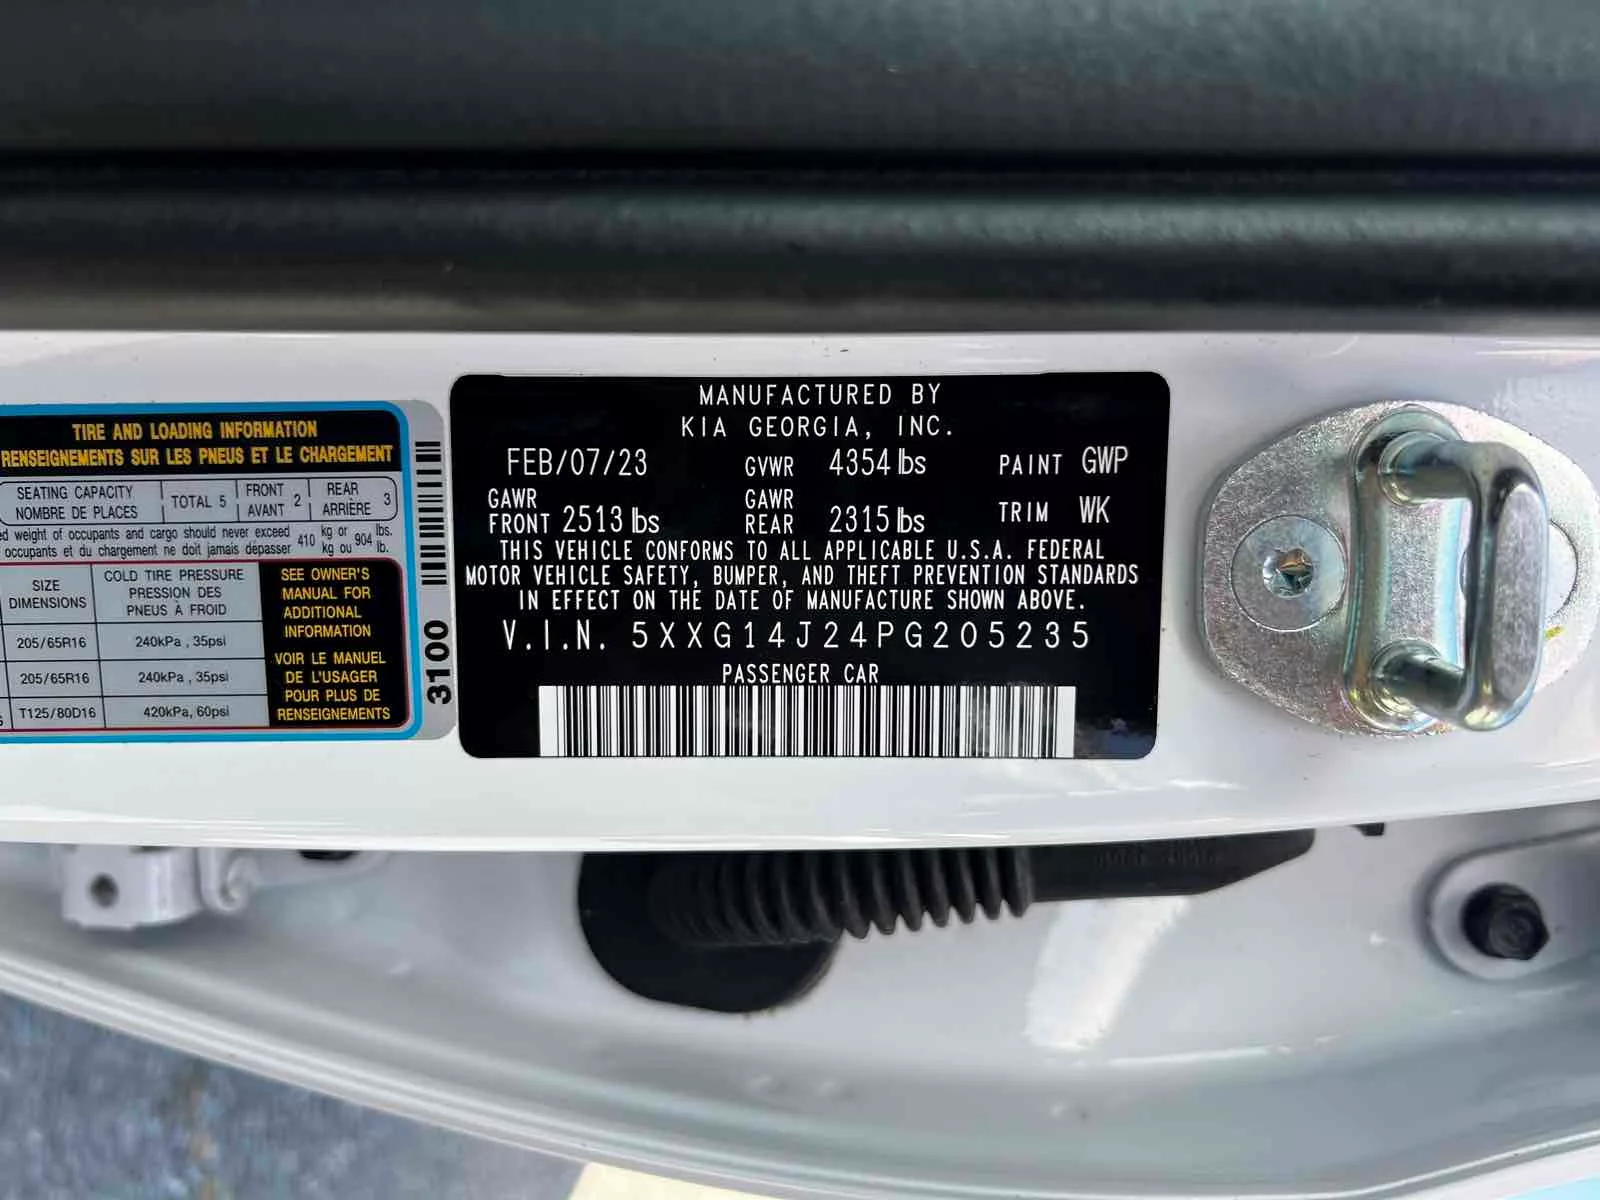 TIRE AND LOADING INFORMATION
RENSEIGNEMENTS SUR LES PNEUS ET LE CHARGEMENT
SEATING CAPACITY
NOMBRE DE PLACES
TOTAL 5
FRONT
AVANT 2
REAR
ARRIÈRE 3
weight of occupants and cargo should never exceed 410 kg or 904 lbs.
occupants et du chargement ne doit jamais dépasser 410 kg ou 904 lb.
SIZE
DIMENSIONS
COLD TIRE PRESSURE
PRESSION DES
PNEUS À FROID
205/65R16 240kPa , 35psi
205/65R16 240kPa, 35psi
T125/80D16 420kPa, 60psi
SEE OWNER'S
MANUAL FOR
ADDITIONAL
INFORMATION
VOIR LE MANUEL
DE L'USAGER
POUR PLUS DE
RENSEIGNEMENTS
3100
MANUFACTURED BY
KIA GEORGIA, INC.
FEB/07/23 GVWR 4354 lbs PAINT GWP
GAWR
FRONT 2513 lbs
GAWR
REAR 2315 lbs
TRIM WK
THIS VEHICLE CONFORMS TO ALL APPLICABLE U.S.A. FEDERAL
MOTOR VEHICLE SAFETY, BUMPER, AND THEFT PREVENTION STANDARDS
IN EFFECT ON THE DATE OF MANUFACTURE SHOWN ABOVE.
V.I.N. 5XXG14J24PG205235
PASSENGER CAR